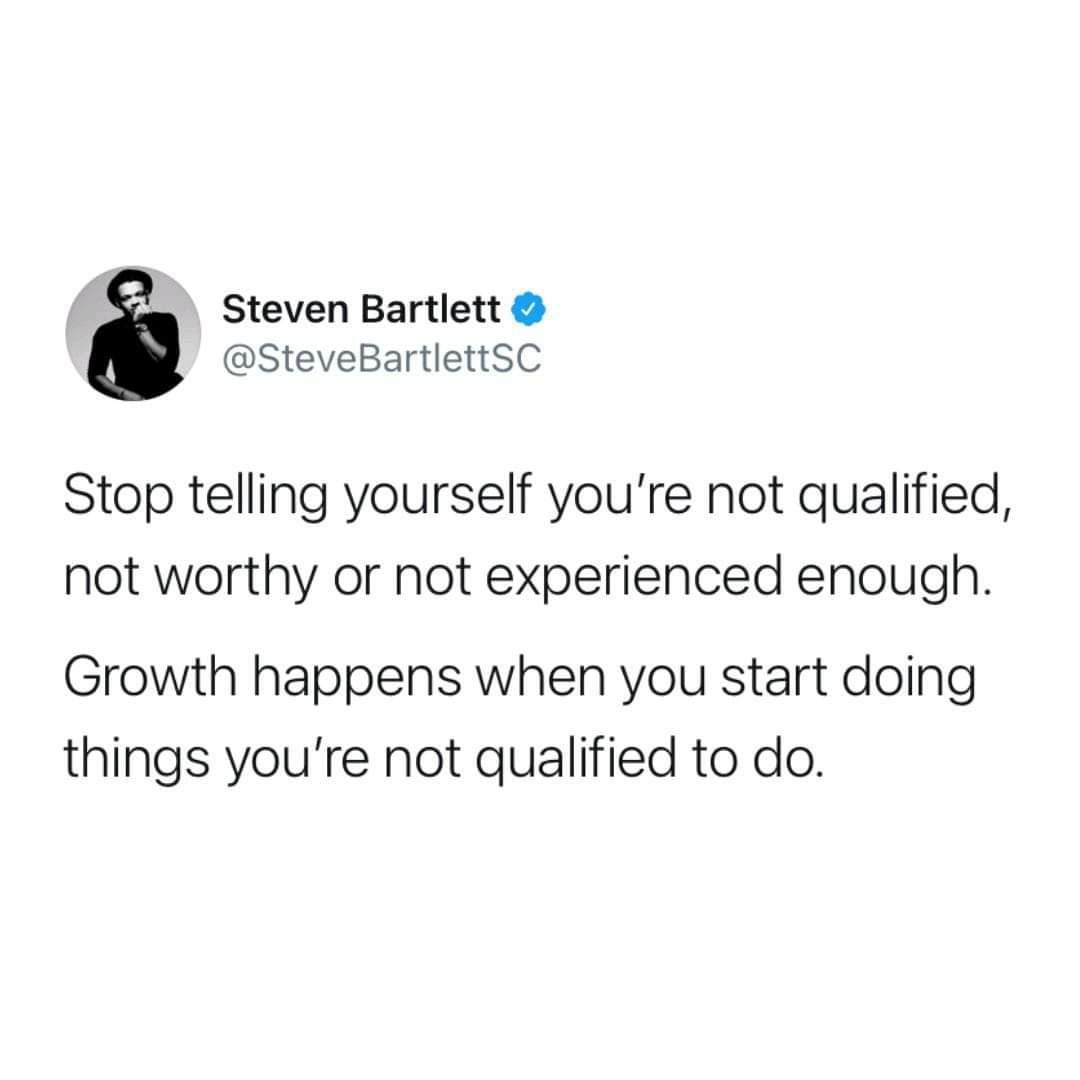 Steven Bartlett
@SteveBartlettSC
Stop telling yourself you’re not qualified,
not worthy or not experienced enough.
Growth happens when you start doing
things you’re not qualified to do.